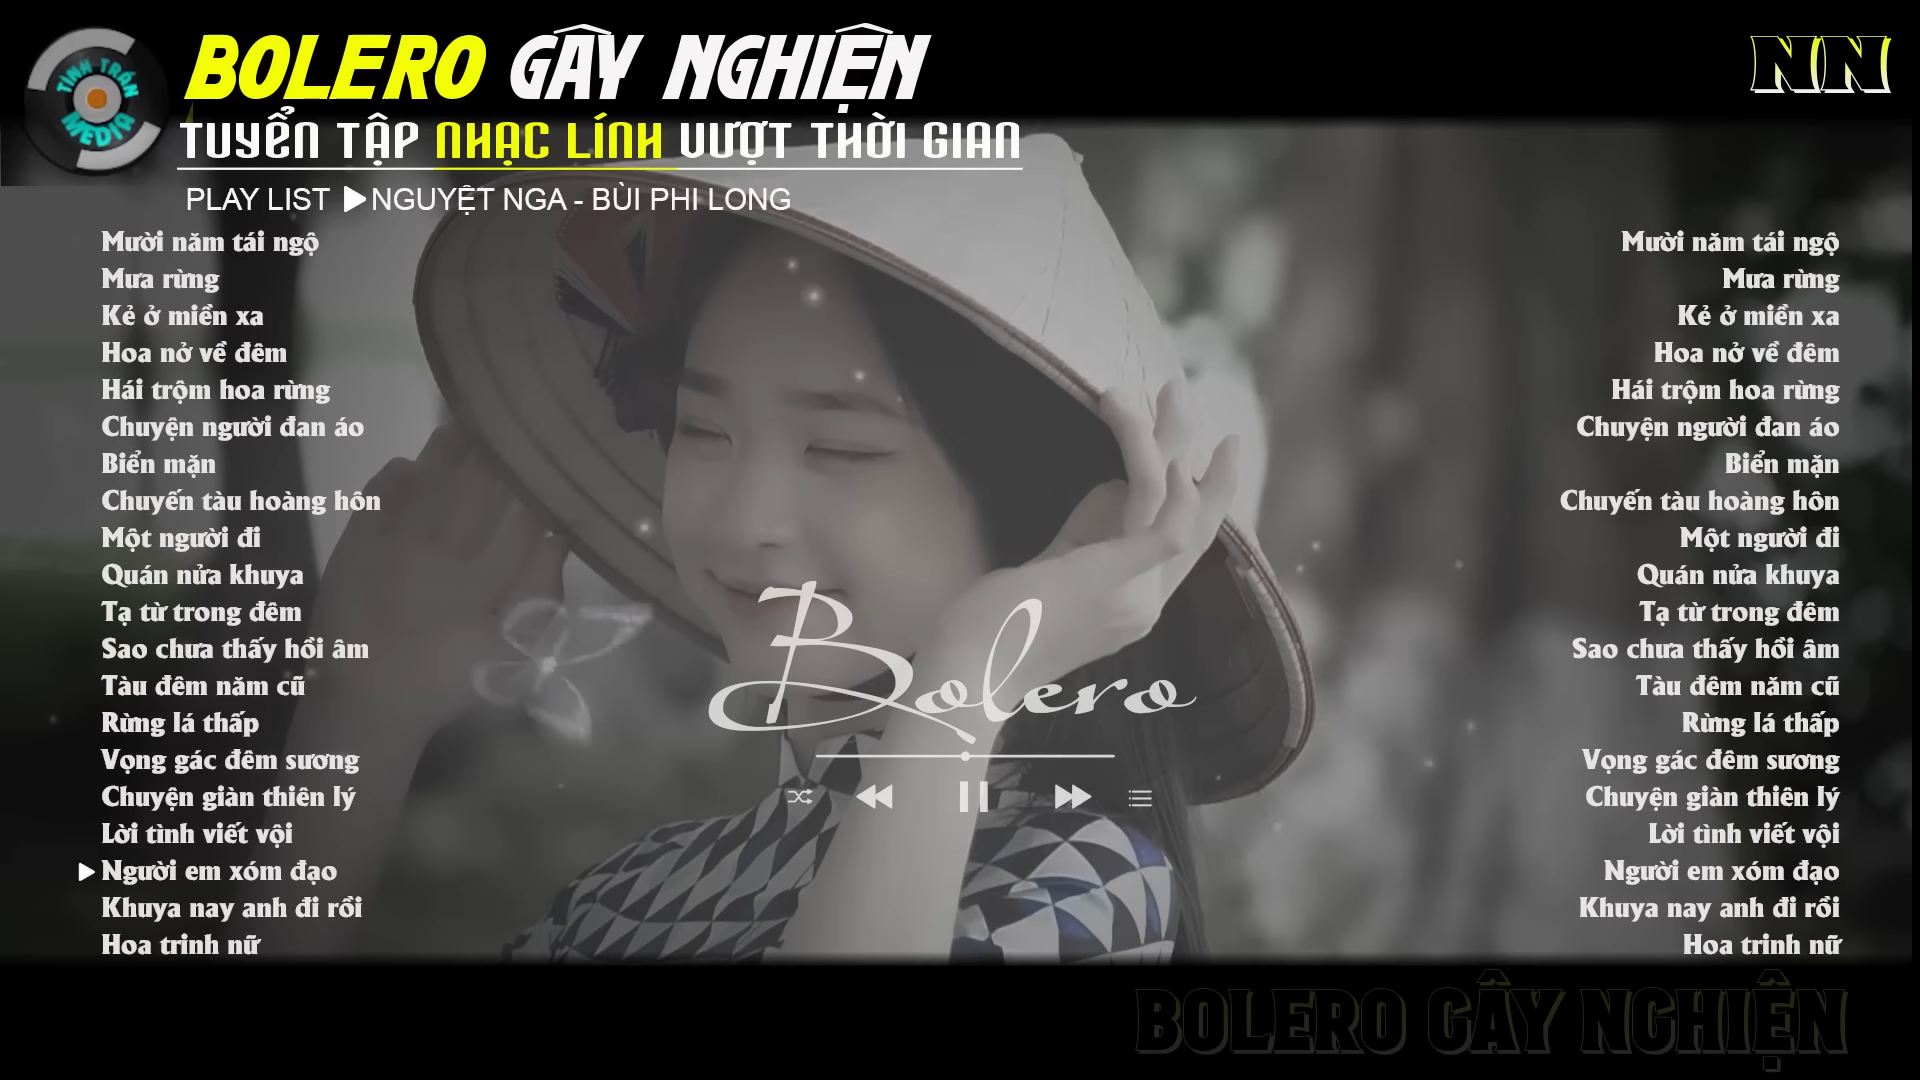 TÌNH TRẦN
MEDIA
BOLERO GÂY NGHIỆN
NN
TUYỂN TẬP NHẠC LÍNH VƯỢT THỜI GIAN
PLAY LIST ▶NGUYỆT NGA - BÙI PHI LONG
Mười năm tái ngộ
Mưa rừng
Kẻ ở miền xa
Hoa nở về đêm
Hái trộm hoa rừng
Chuyện người đan áo
Biển mặn
Chuyến tàu hoàng hôn
Một người đi
Quán nửa khuya
Tạ từ trong đêm
Sao chưa thấy hồi âm
Tàu đêm năm cũ
Rừng lá thấp
Vọng gác đêm sương
Chuyện giàn thiên lý
Lời tình viết vội
Người em xóm đạo
Khuya nay anh đi rồi
Hoa trinh nữ
Mười năm tái ngộ
Mưa rừng
Kẻ ở miền xa
Hoa nở về đêm
Hái trộm hoa rừng
Chuyện người đan áo
Biển mặn
Chuyến tàu hoàng hôn
Một người đi
Quán nửa khuya
Tạ từ trong đêm
Sao chưa thấy hồi âm
Tàu đêm năm cũ
Rừng lá thấp
Vọng gác đêm sương
Chuyện giàn thiên lý
Lời tình viết vội
Người em xóm đạo
Khuya nay anh đi rồi
Hoa trinh nữ
Bolero
BOLERO GÂY NGHIỆN